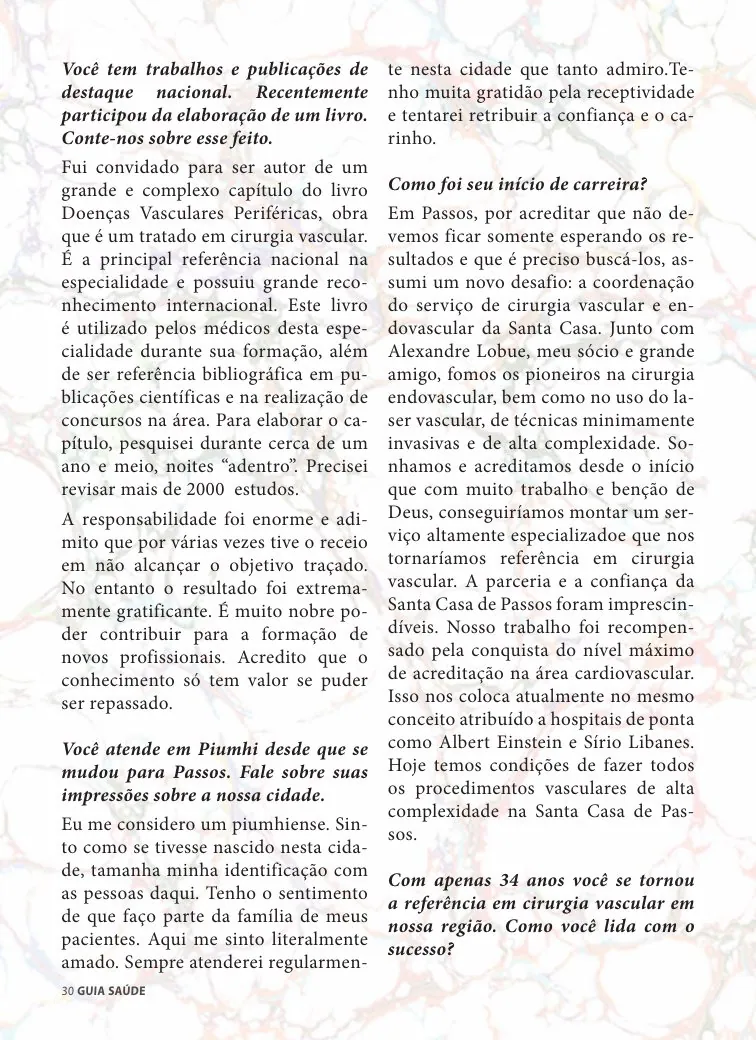 Você tem trabalhos e publicações de
destaque nacional. Recentemente
participou da elaboração de um livro.
Conte-nos sobre esse feito.
Fui convidado para ser autor de um
grande e complexo capítulo do livro
Doenças Vasculares Periféricas, obra
que é um tratado em cirurgia vascular.
É a principal referência nacional na
especialidade e possuiu grande reco-
nhecimento internacional. Este livro
é utilizado pelos médicos desta espe-
cialidade durante sua formação, além
de ser referência bibliográfica em pu-
blicações científicas e na realização de
concursos na área. Para elaborar o ca-
pítulo, pesquisei durante cerca de um
ano e meio, noites “adentro”. Precisei
revisar mais de 2000 estudos.
A responsabilidade foi enorme e adi-
mito que por várias vezes tive o receio
em não alcançar o objetivo traçado.
No entanto o resultado foi extrema-
mente gratificante. É muito nobre po-
der contribuir para a formação de
novos profissionais. Acredito que o
conhecimento só tem valor se puder
ser repassado.
Você atende em Piumhi desde que se
mudou para Passos. Fale sobre suas
impressões sobre a nossa cidade.
Eu me considero um piumhiense. Sin-
to como se tivesse nascido nesta cida-
de, tamanha minha identificação com
as pessoas daqui. Tenho o sentimento
de que faço parte da família de meus
pacientes. Aqui me sinto literalmente
amado. Sempre atenderei regularmen-
te nesta cidade que tanto admiro.Te-
nho muita gratidão pela receptividade
e tentarei retribuir a confiança e o ca-
rinho.
Como foi seu início de carreira?
Em Passos, por acreditar que não de-
vemos ficar somente esperando os re-
sultados e que é preciso buscá-los, as-
sumi um novo desafio: a coordenação
do serviço de cirurgia vascular e en-
dovascular da Santa Casa. Junto com
Alexandre Lobue, meu sócio e grande
amigo, fomos os pioneiros na cirurgia
endovascular, bem como no uso do la-
ser vascular, de técnicas minimamente
invasivas e de alta complexidade. So-
nhamos e acreditamos desde o início
que com muito trabalho e benção de
Deus, conseguiríamos montar um ser-
viço altamente especializadoe que nos
tornaríamos referência em cirurgia
vascular. A parceria e a confiança da
Santa Casa de Passos foram imprescin-
díveis. Nosso trabalho foi recompen-
sado pela conquista do nível máximo
de acreditação na área cardiovascular.
Isso nos coloca atualmente no mesmo
conceito atribuído a hospitais de ponta
como Albert Einstein e Sírio Libanes.
Hoje temos condições de fazer todos
os procedimentos vasculares de alta
complexidade na Santa Casa de Pas-
sos.
Com apenas 34 anos você se tornou
a referência em cirurgia vascular em
nossa região. Como você lida com o
sucesso?
30 GUIA SAÚDE